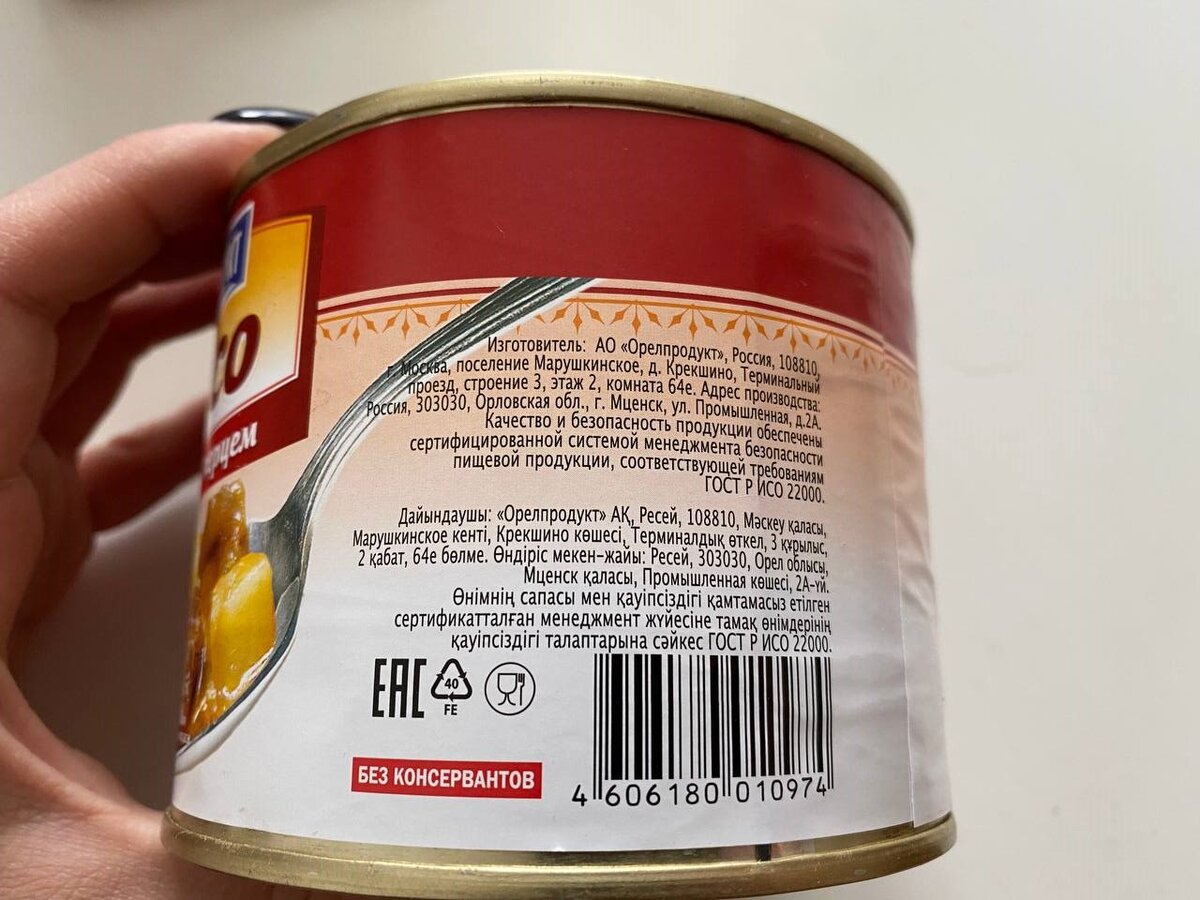 со
перцем
Изготовитель: АО «Орелпродукт», Россия, 108810,
г. Москва, поселение Марушкинское, д. Крекшино, Терминальный
проезд, строение 3, этаж 2, комната 64е. Адрес производства:
Россия, 303030, Орловская обл., г. Мценск, ул. Промышленная, д.2А.
Качество и безопасность продукции обеспечены
сертифицированной системой менеджмента безопасности
пищевой продукции, соответствующей требованиям
ГОСТ Р ИСО 22000.
Дайындаушы: «Орелпродукт» АҚ, Ресей, 108810, Мәскеу қаласы,
Марушкинское кенті, Крекшино көшесі, Терминалдық өткел, 3 құрылыс,
2 қабат, 64е бөлме. Өндіріс мекен-жайы: Ресей, 303030, Орел облысы,
Мценск қаласы, Промышленная көшесі, 2А-үй.
Өнімнің сапасы мен қауіпсіздігі қамтамасыз етілген
сертификатталған менеджмент жүйесіне тамақ өнімдерінің
қауіпсіздігі талаптарына сәйкес ГОСТ Р ИСО 22000.
ЕАС
40
FE
БЕЗ КОНСЕРВАНТОВ
4 606180 010974